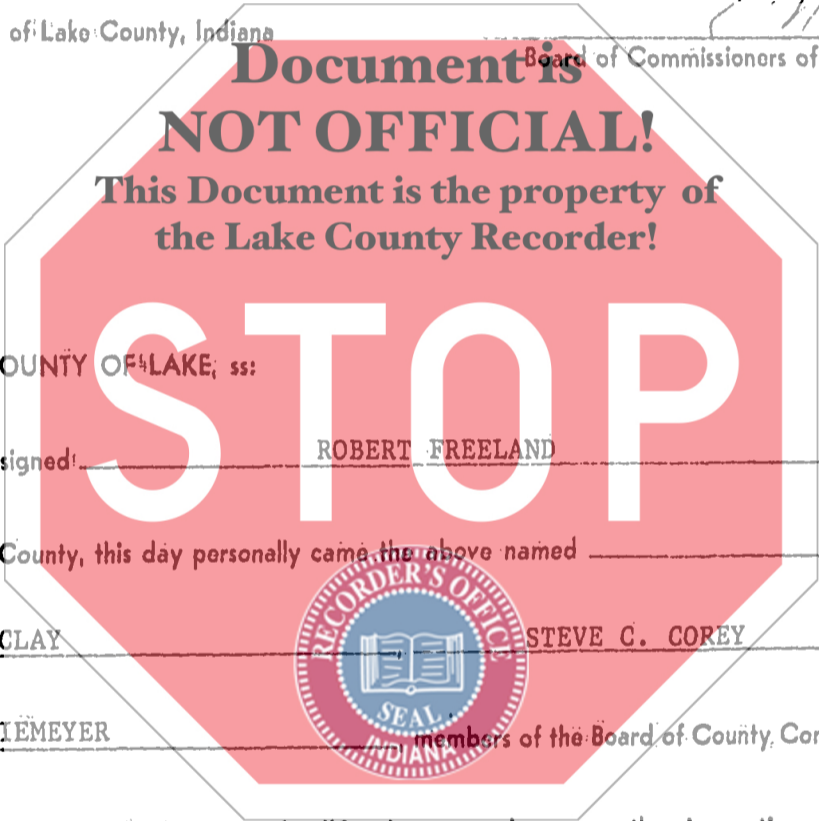 of Lake County, Indiana
Board of Commissioners of
Document is
NOT OFFICIAL!
This Document is the property of
the Lake County Recorder!
STOP
OUNTY OF LAKE, ss:
signed ROBERT FREELAND
County, this day personally came the above named
CLAY STEVE C. COREY
RECORDER'S OFFICE
SEAL
INDIANA
IEMEYER members of the Board of County Com